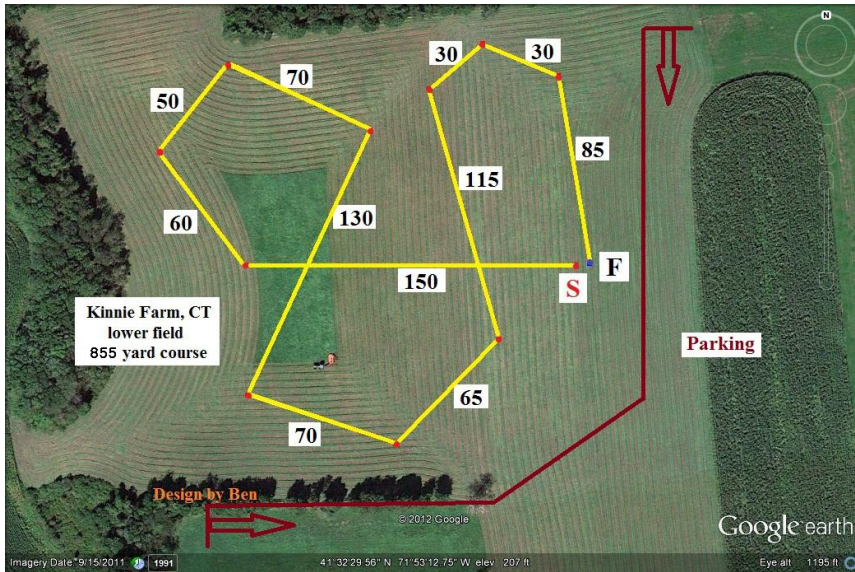 N
30
30
70
50
85
115
60
130
F
150
S
Kinnie Farm, CT
lower field
855 yard course
Parking
65
70
Design by Ben
© 2012 Google
Google earth
Imagery Date: 9/15/2011
1991
41°32'29.56" N 71°53'12.75" W elev 207 ft
Eye alt 1195 ft